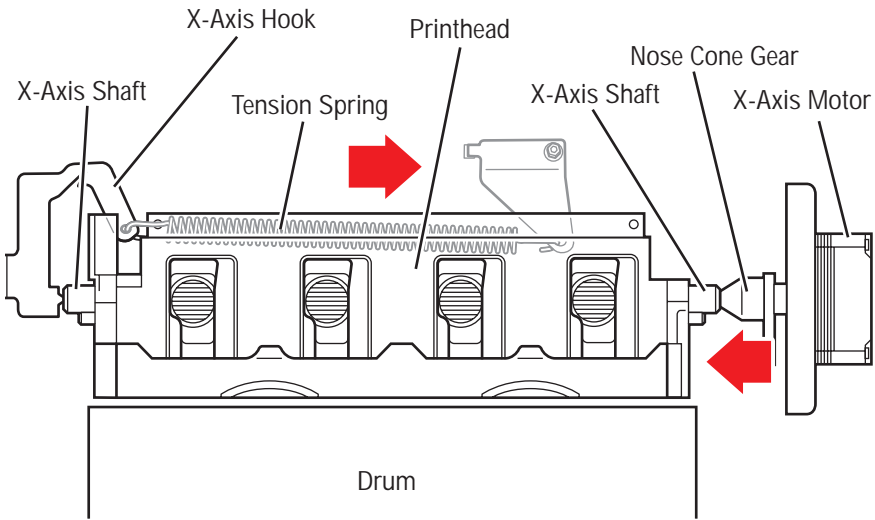 X-Axis Hook
Printhead
Nose Cone Gear
X-Axis Shaft
Tension Spring
X-Axis Shaft
X-Axis Motor
Drum